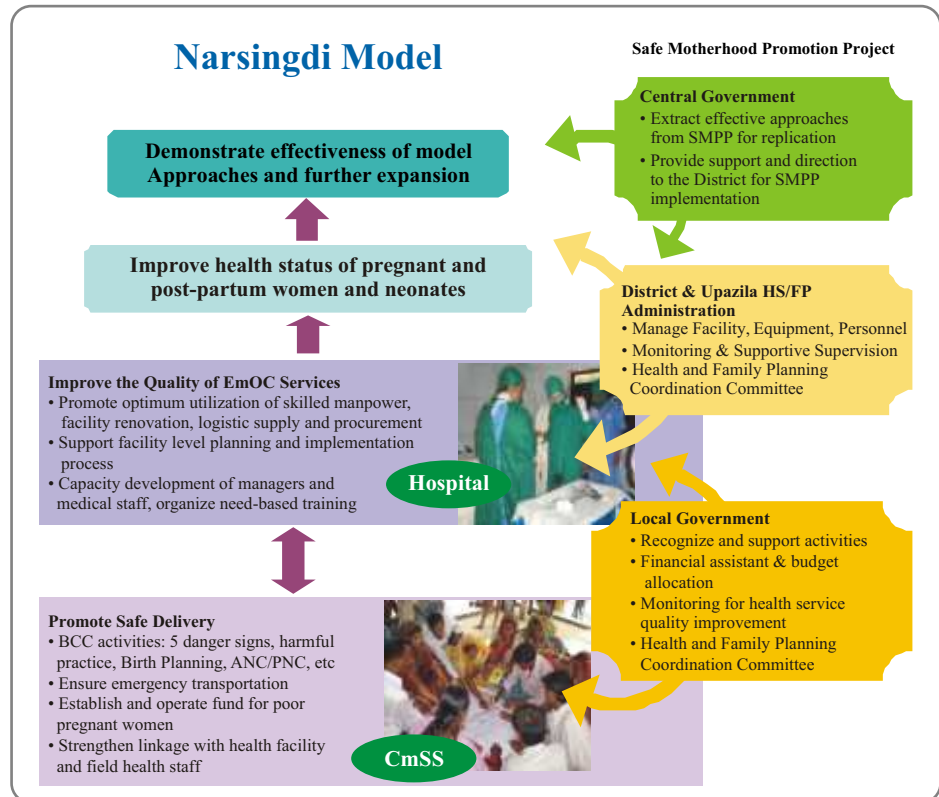 Narsingdi Model
Safe Motherhood Promotion Project
Central Government
• Extract effective approaches
from SMPP for replication
• Provide support and direction
to the District for SMPP
implementation
Demonstrate effectiveness of model
Approaches and further expansion
Improve health status of pregnant and
post-partum women and neonates
District & Upazila HS/FP
Administration
• Manage Facility, Equipment, Personnel
• Monitoring & Supportive Supervision
• Health and Family Planning
Coordination Committee
Improve the Quality of EmOC Services
• Promote optimum utilization of skilled manpower,
facility renovation, logistic supply and procurement
• Support facility level planning and implementation
process
• Capacity development of managers and
medical staff, organize need-based training
Hospital
Local Government
• Recognize and support activities
• Financial assistant & budget
allocation
• Monitoring for health service
quality improvement
• Health and Family Planning
Coordination Committee
Promote Safe Delivery
• BCC activities: 5 danger signs, harmful
practice, Birth Planning, ANC/PNC, etc
• Ensure emergency transportation
• Establish and operate fund for poor
pregnant women
• Strengthen linkage with health facility
and field health staff
CmSS